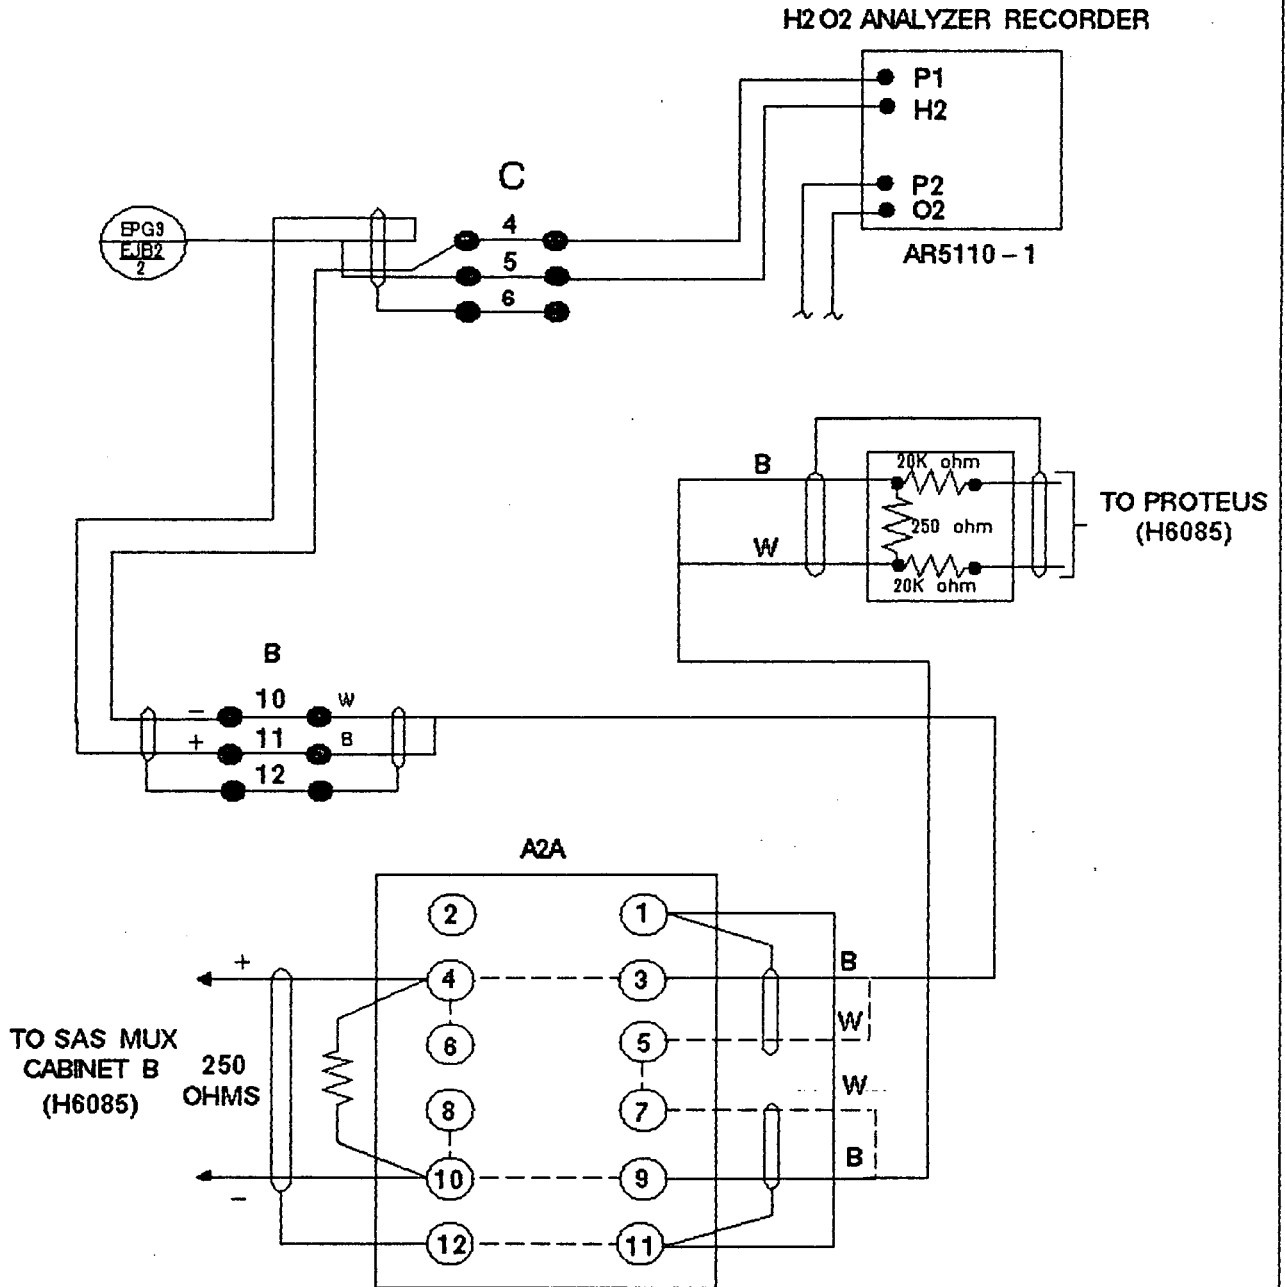 H2O2 ANALYZER RECORDER
P1
H2
P2
O2
AR5110-1
C
4
5
6
EPG3
EJB2
2
B
W
20K ohm
250 ohm
20K ohm
TO PROTEUS
(H6085)
B
10
W
-
11
B
+
12
A2A
2
1
4
3
6
5
8
7
10
9
12
11
B
W
W
B
+
-
TO SAS MUX
CABINET B
(H6085)
250
OHMS